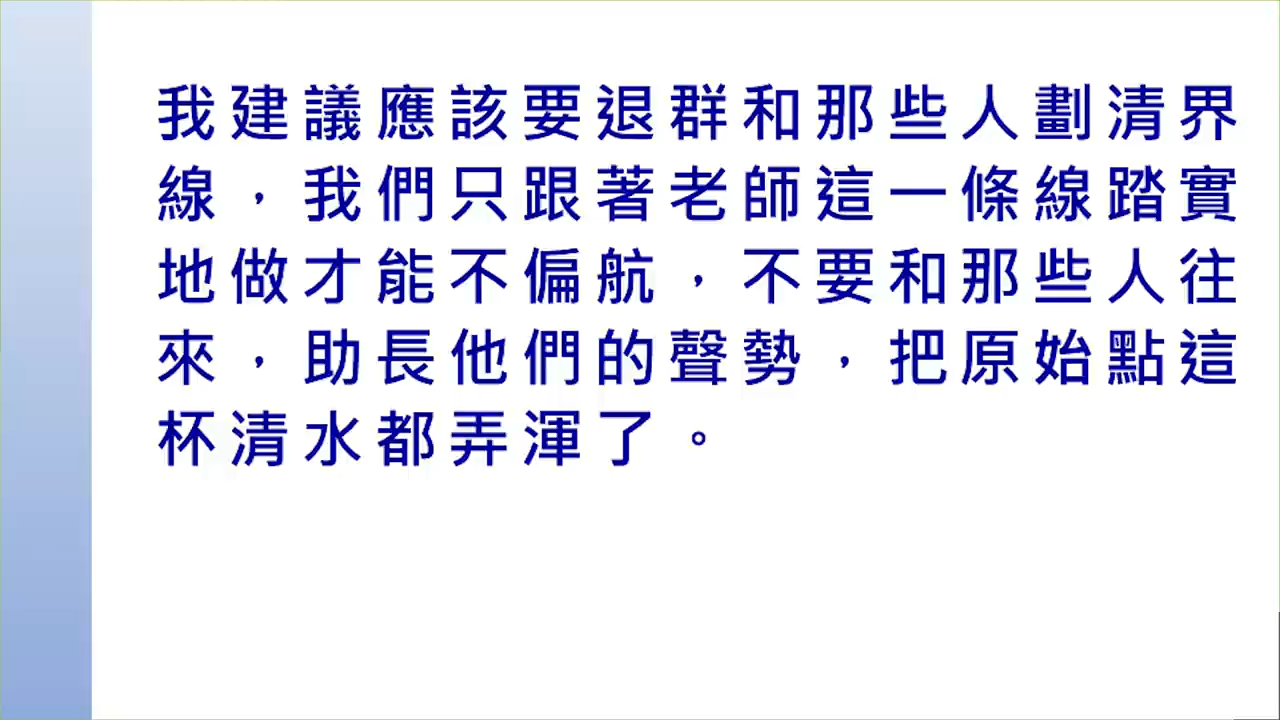 我建議應該要退群和那些人劃清界
線，我們只跟著老師這一條線踏實
地做才能不偏航，不要和那些人往
來，助長他們的聲勢，把原始點這
杯清水都弄渾了。